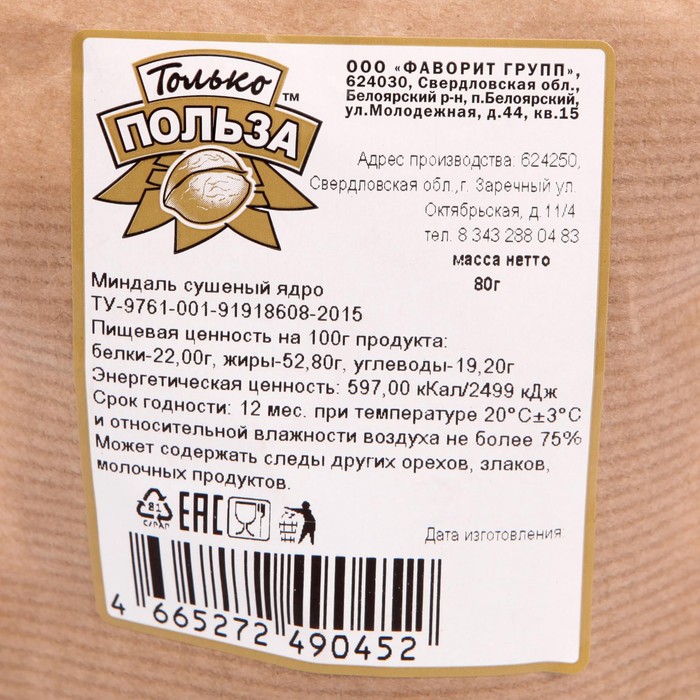 Только
ПОЛЬЗА
™
ООО «ФАВОРИТ ГРУПП»,
624030, Свердловская обл.,
Белоярский р-н, п.Белоярский,
ул.Молодежная, д.44, кв.15
Адрес производства: 624250,
Свердловская обл.,г. Заречный ул.
Октябрьская, д.11/4
тел. 8 343 288 04 83
масса нетто
80г
Миндаль сушеный ядро
ТУ-9761-001-91918608-2015
Пищевая ценность на 100г продукта:
белки-22,00г, жиры-52,80г, углеводы-19,20г
Энергетическая ценность: 597,00 кКал/2499 кДж
Срок годности: 12 мес. при температуре 20°С±3°С
и относительной влажности воздуха не более 75%
Может содержать следы других орехов, злаков,
молочных продуктов.
81
C/PAP
EAC
Дата изготовления:
4 665272 490452